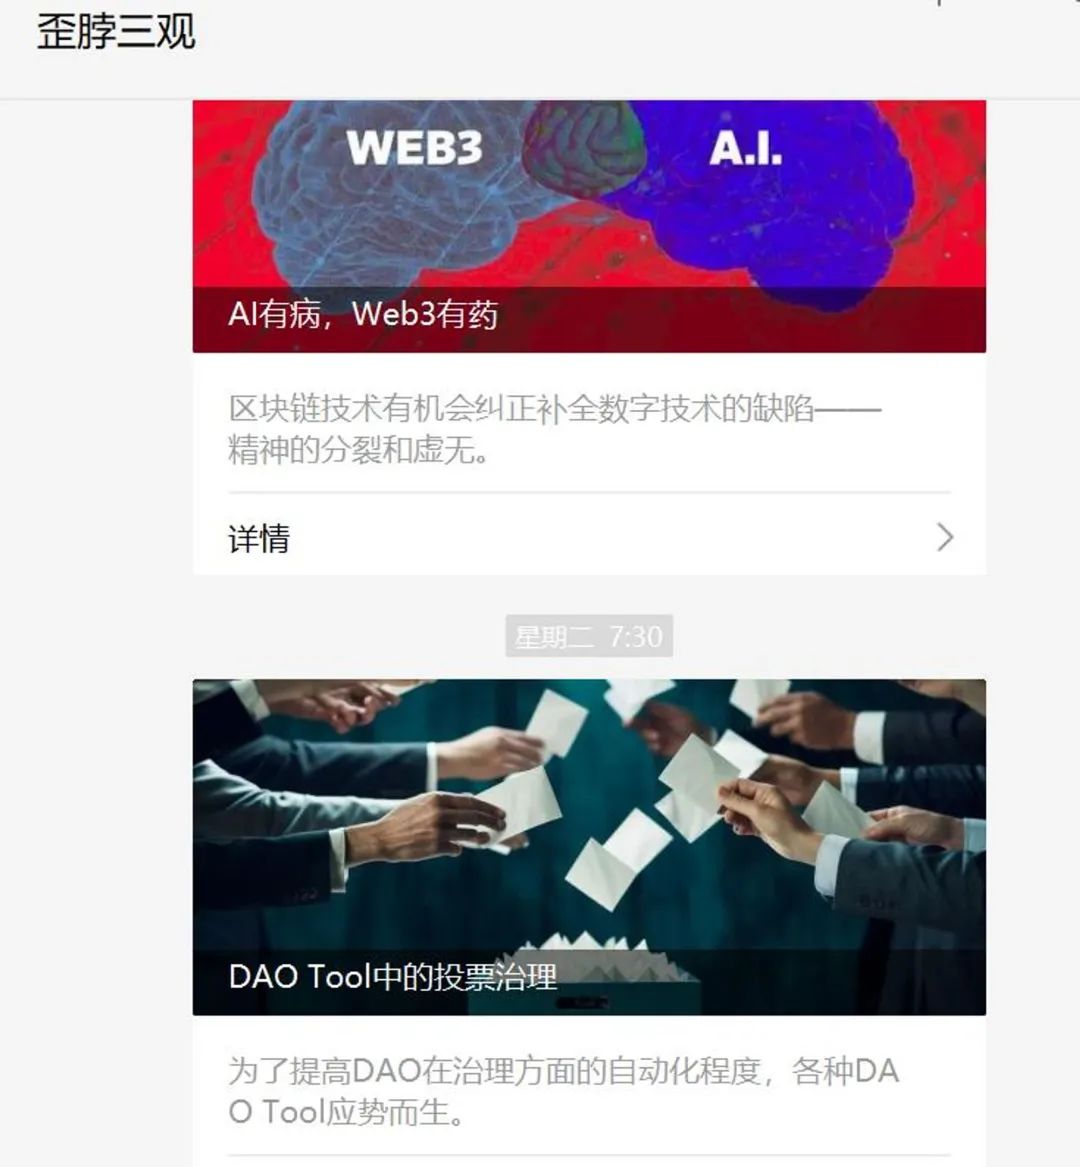 歪脖三观
WEB3
A.I.
AI有病，Web3有药
区块链技术有机会纠正补全数字技术的缺陷——
精神的分裂和虚无。
详情
星期二 7:30
DAO Tool中的投票治理
为了提高DAO在治理方面的自动化程度，各种DA
O Tool应势而生。